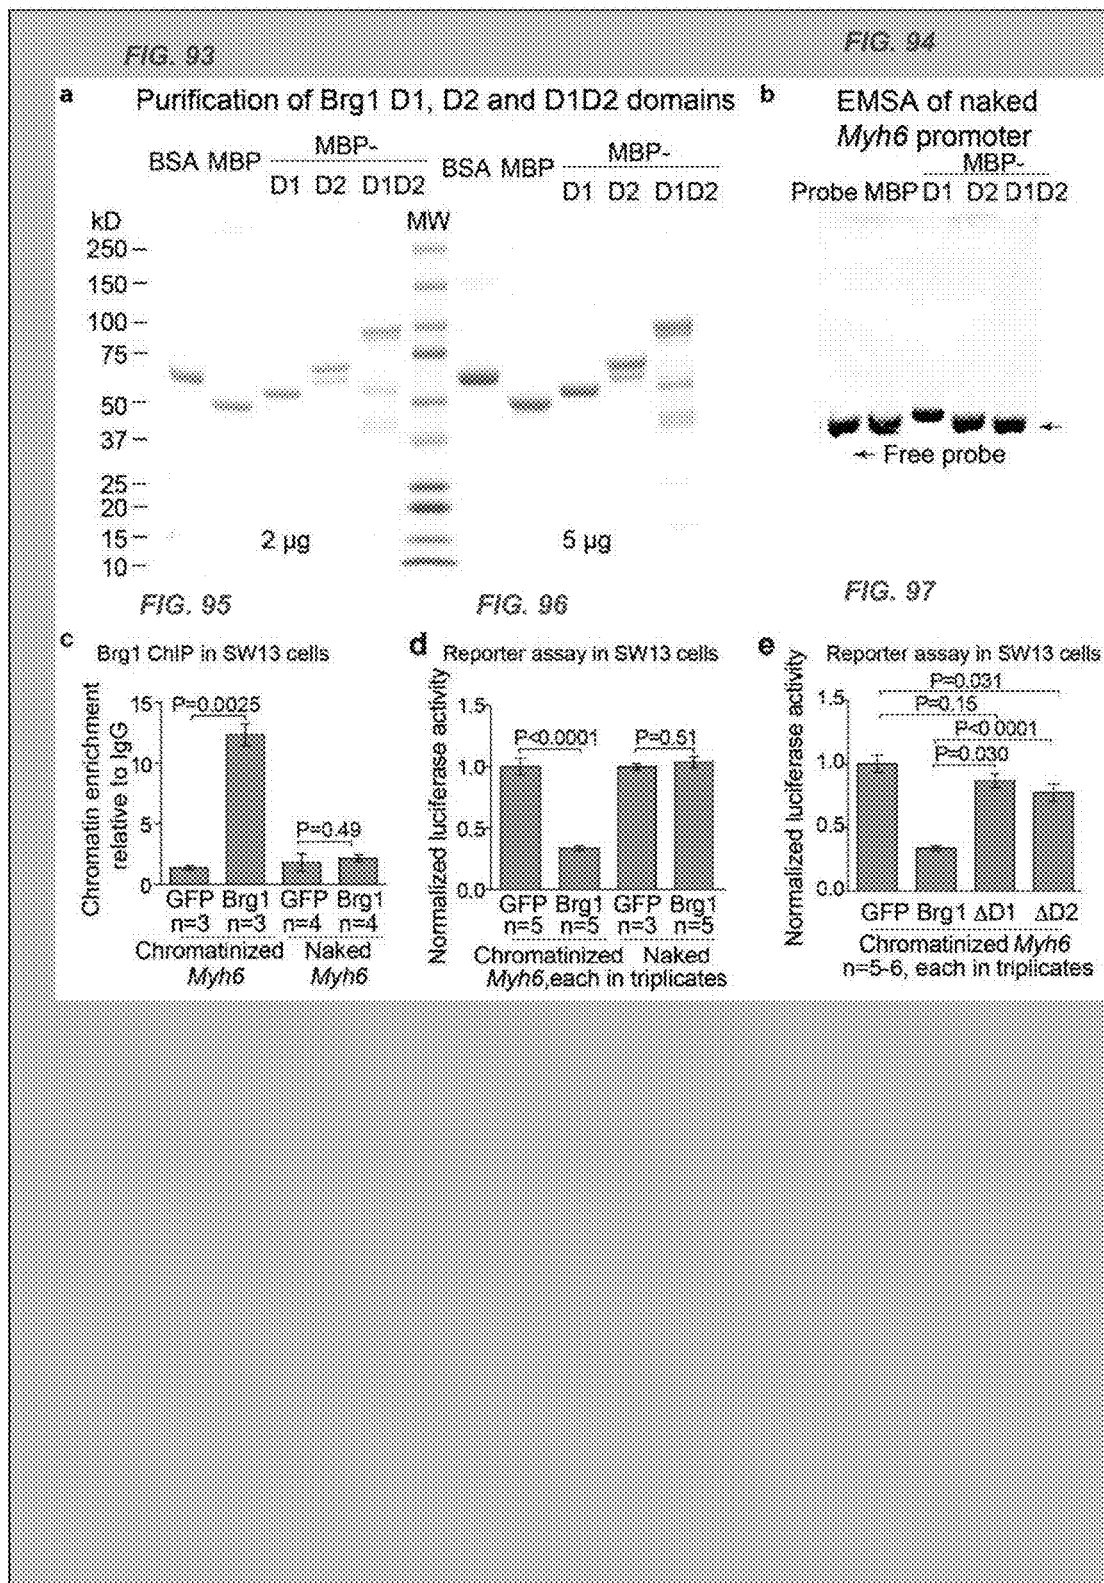 FIG. 93
FIG. 94
a Purification of Brg1 D1, D2 and D1D2 domains
BSA MBP MBP-
D1 D2 D1D2
BSA MBP MBP-
D1 D2 D1D2
kD
MW
250
150
100
75
50
37
25
20
15
10
2 µg
5 µg
b EMSA of naked
Myh6 promoter
MBP-
Probe MBP D1 D2 D1D2
← Free probe
FIG. 95
FIG. 96
FIG. 97
c Brg1 ChIP in SW13 cells
Chromatin enrichment
relative to IgG
15
10
5
0
P=0.0025
P=0.49
GFP Brg1 GFP Brg1
n=3 n=3 n=4 n=4
Chromatinized Naked
Myh6 Myh6
d Reporter assay in SW13 cells
Normalized luciferase activity
1.5
1.0
0.5
0.0
P<0.0001
P=0.51
GFP Brg1 GFP Brg1
n=5 n=5 n=3 n=5
Chromatinized Naked
Myh6,each in triplicates
e Reporter assay in SW13 cells
Normalized luciferase activity
1.5
1.0
0.5
0.0
P=0.031
P=0.15
P<0.0001
P=0.030
GFP Brg1 ΔD1 ΔD2
Chromatinized Myh6
n=5-6, each in triplicates